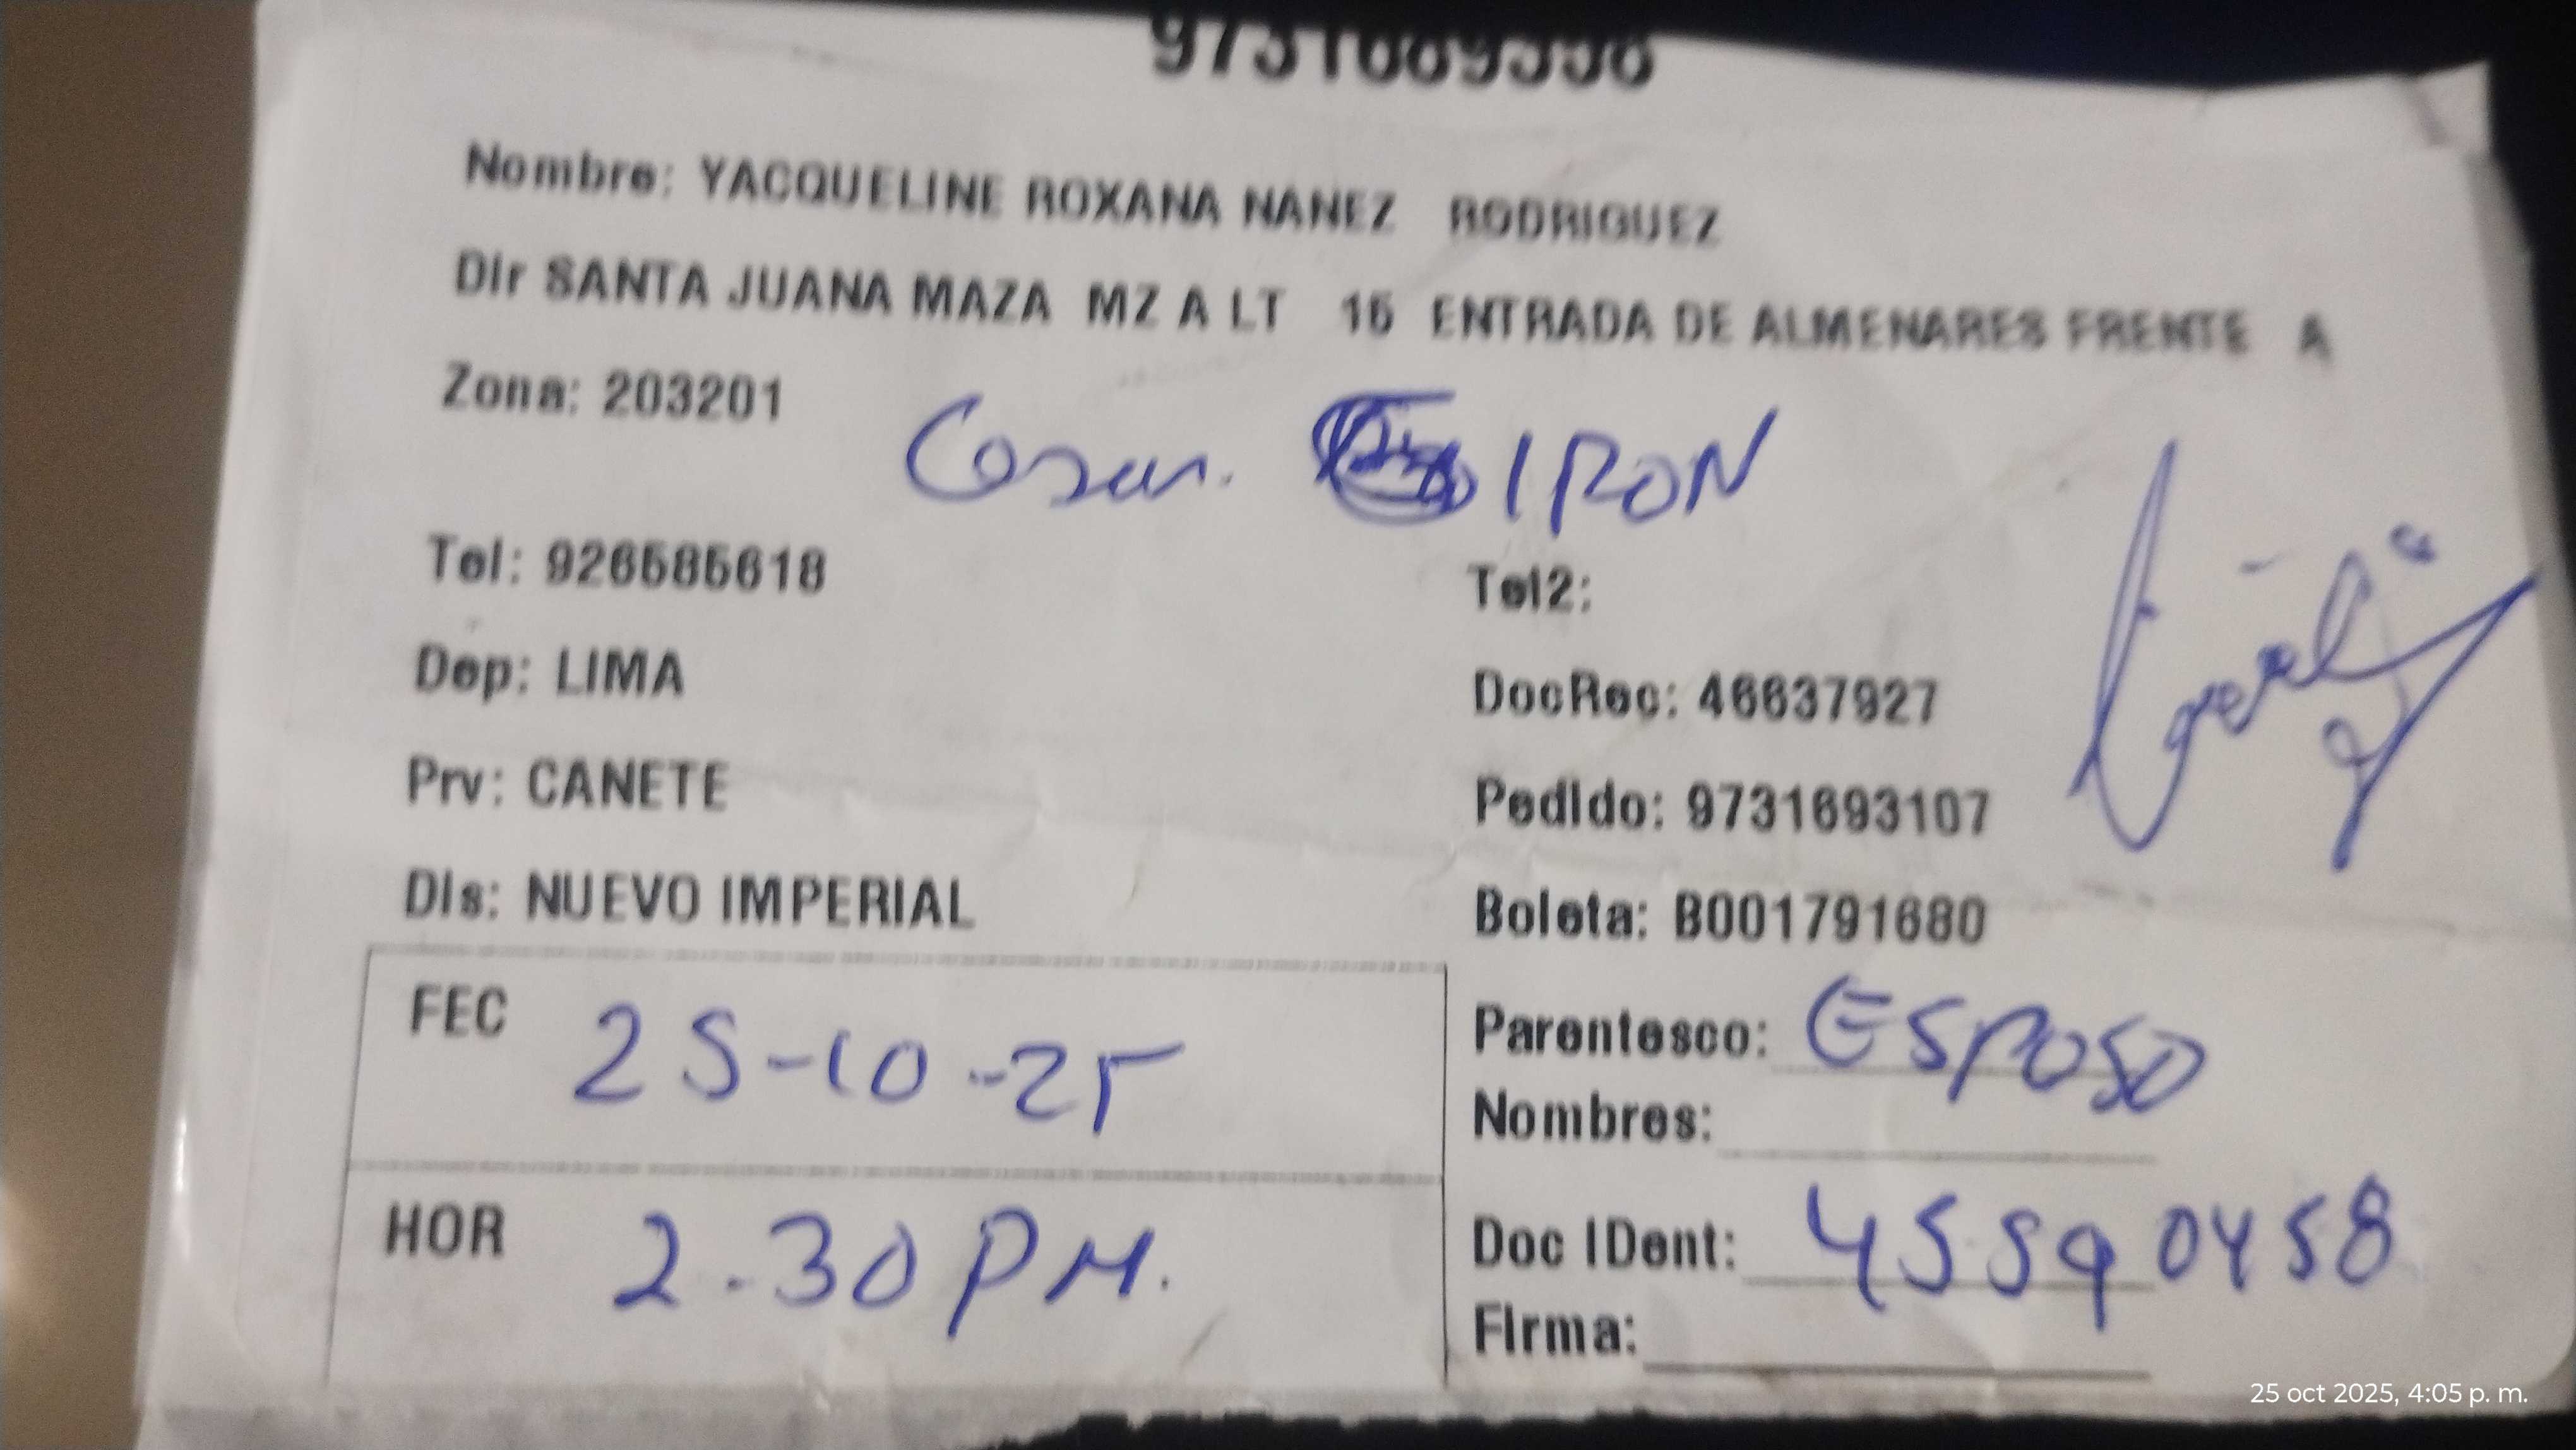 Nombre: YACQUELINE ROXANA NANEZ RODRIGUEZ
Dir SANTA JUANA MAZA MZ A LT 15 ENTRADA DE ALMENARES FRENTE A
Zona: 203201
Cesar. IRON
Tel: 926585618
Tel2:
Dep: LIMA
DocRec: 46637927
Prv: CANETE
Pedido: 9731693107
Dis: NUEVO IMPERIAL
Boleta: B001791680
FEC 25-10-25
Parentesco: ESPOSO
Nombres:
HOR 2.30 PM.
Doc IDent: 45590458
Firma:
25 oct 2025, 4:05 p. m.